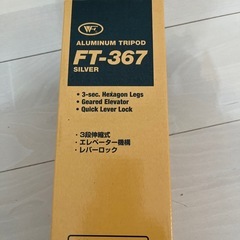 ALUMINUM TRIPOD
FT-367
SILVER
• 3-sec. Hexagon Legs
• Geared Elevator
• Quick Lever Lock
・3段伸縮式
・エレベーター機構
・レバーロック